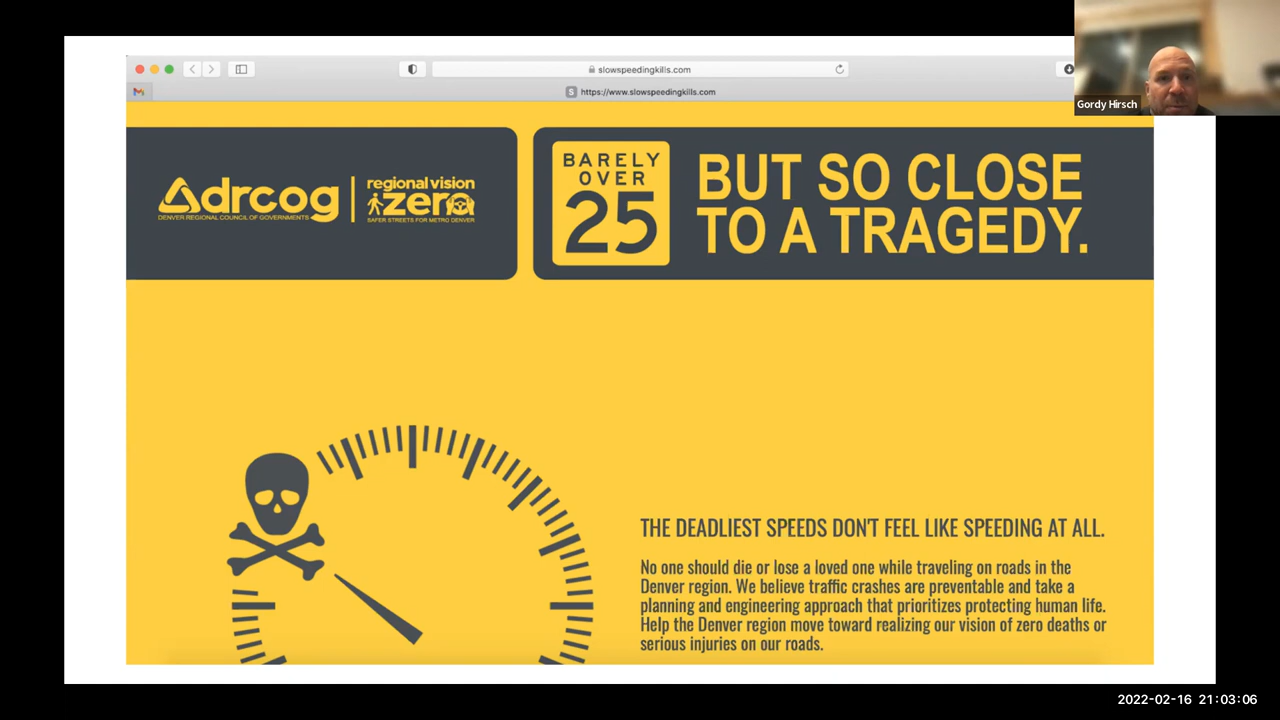 slowspeedingkills.com
S https://www.slowspeedingkills.com
Gordy Hirsch
drcog
DENVER REGIONAL COUNCIL OF GOVERNMENTS
regional vision
zero
SAFER STREETS FOR METRO DENVER
BARELY
OVER
25
BUT SO CLOSE
TO A TRAGEDY.
THE DEADLIEST SPEEDS DON'T FEEL LIKE SPEEDING AT ALL.
No one should die or lose a loved one while traveling on roads in the
Denver region. We believe traffic crashes are preventable and take a
planning and engineering approach that prioritizes protecting human life.
Help the Denver region move toward realizing our vision of zero deaths or
serious injuries on our roads.
2022-02-16 21:03:06